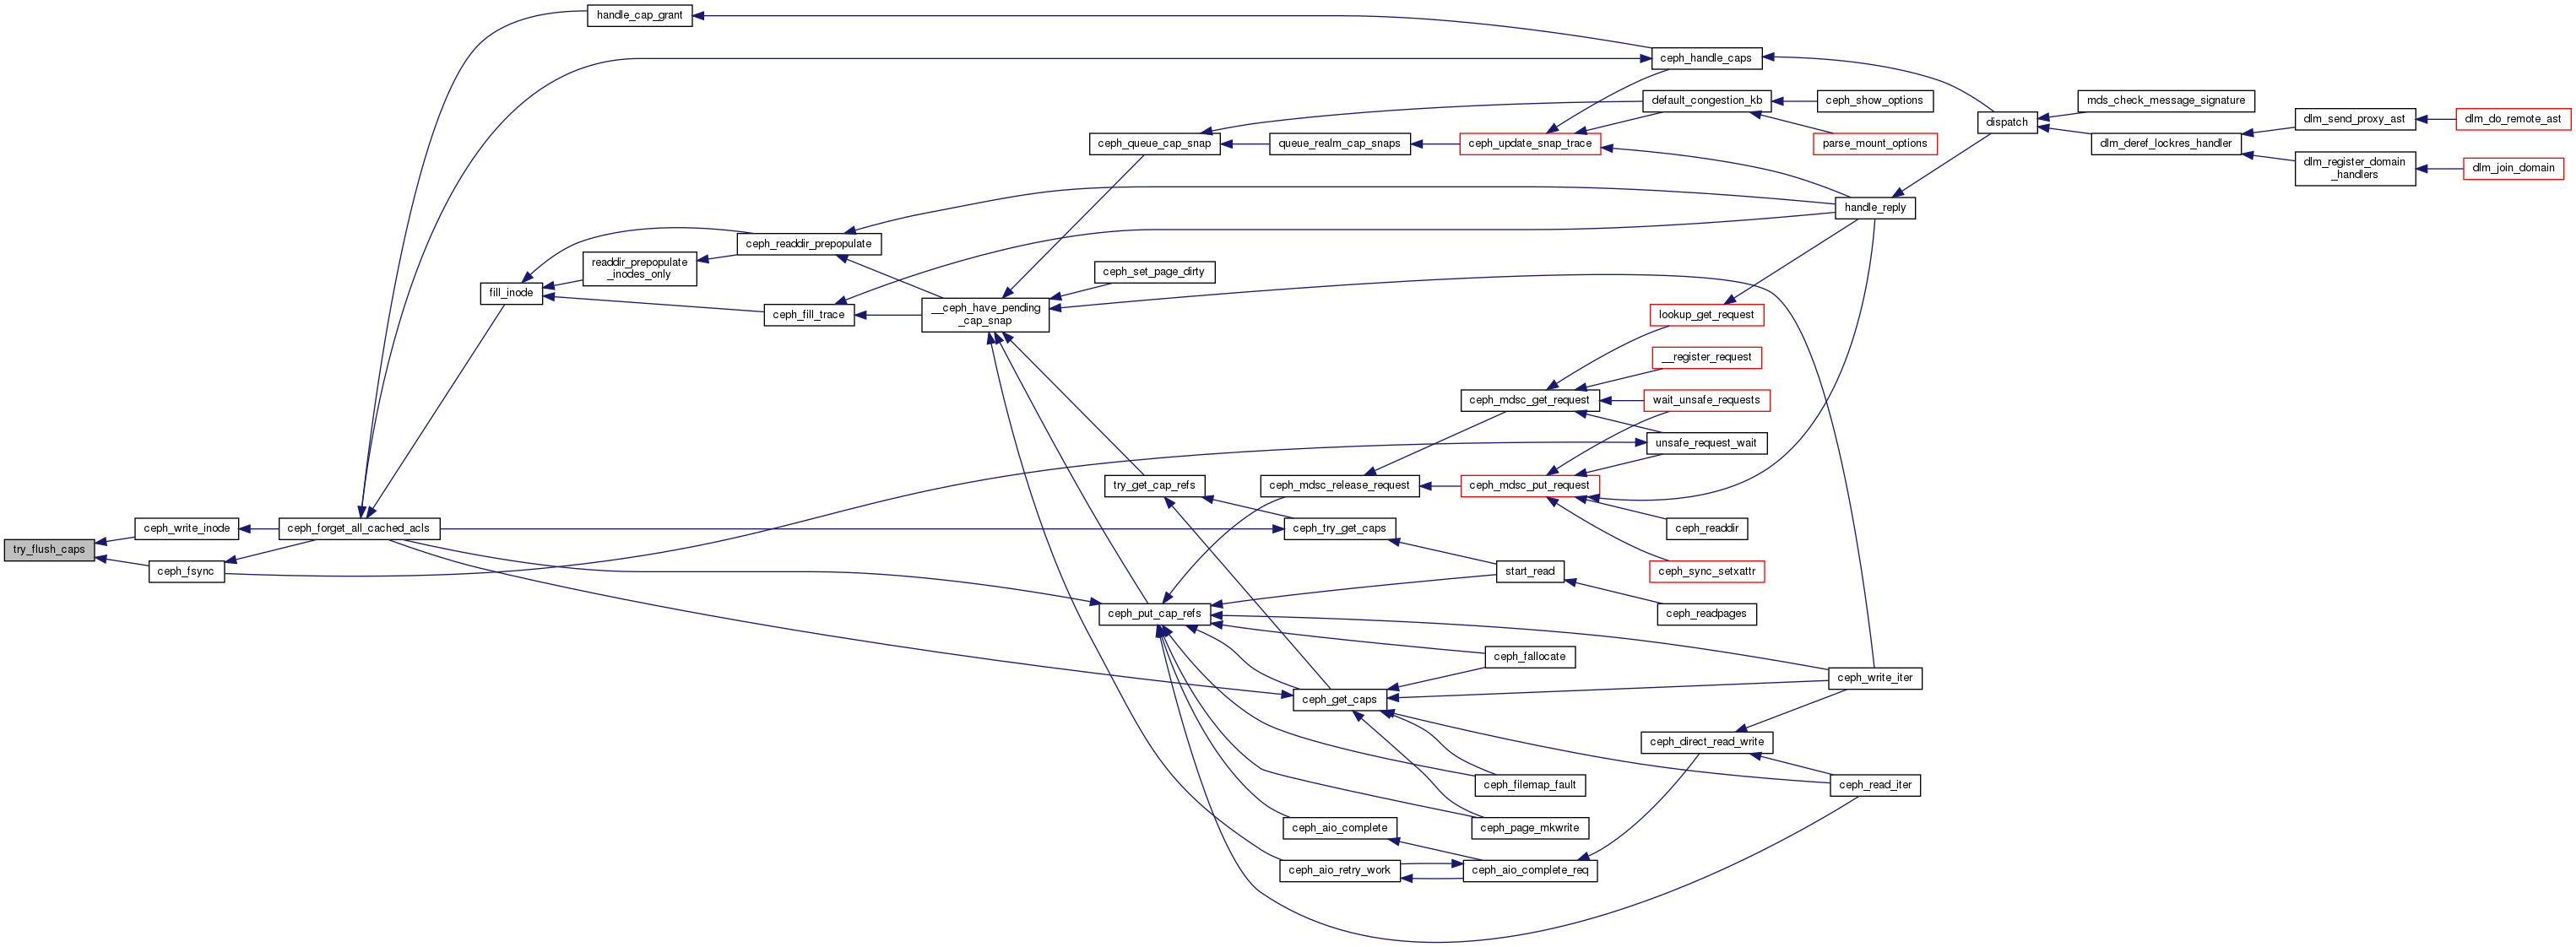 handle_cap_grant
ceph_handle_caps
default_congestion_kb
ceph_show_options
mds_check_message_signature
dispatch
dlm_send_proxy_ast
dlm_do_remote_ast
ceph_queue_cap_snap
queue_realm_cap_snaps
ceph_update_snap_trace
parse_mount_options
dlm_deref_lockres_handler
dlm_register_domain
_handlers
dlm_join_domain
handle_reply
ceph_readdir_prepopulate
readdir_prepopulate
_inodes_only
ceph_set_page_dirty
fill_inode
ceph_fill_trace
__ceph_have_pending
_cap_snap
lookup_get_request
__register_request
ceph_mdsc_get_request
wait_unsafe_requests
unsafe_request_wait
try_get_cap_refs
ceph_mdsc_release_request
ceph_mdsc_put_request
ceph_write_inode
ceph_forget_all_cached_acls
ceph_try_get_caps
ceph_readdir
try_flush_caps
ceph_fsync
start_read
ceph_sync_setxattr
ceph_put_cap_refs
ceph_readpages
ceph_fallocate
ceph_get_caps
ceph_write_iter
ceph_direct_read_write
ceph_filemap_fault
ceph_read_iter
ceph_aio_complete
ceph_page_mkwrite
ceph_aio_retry_work
ceph_aio_complete_req